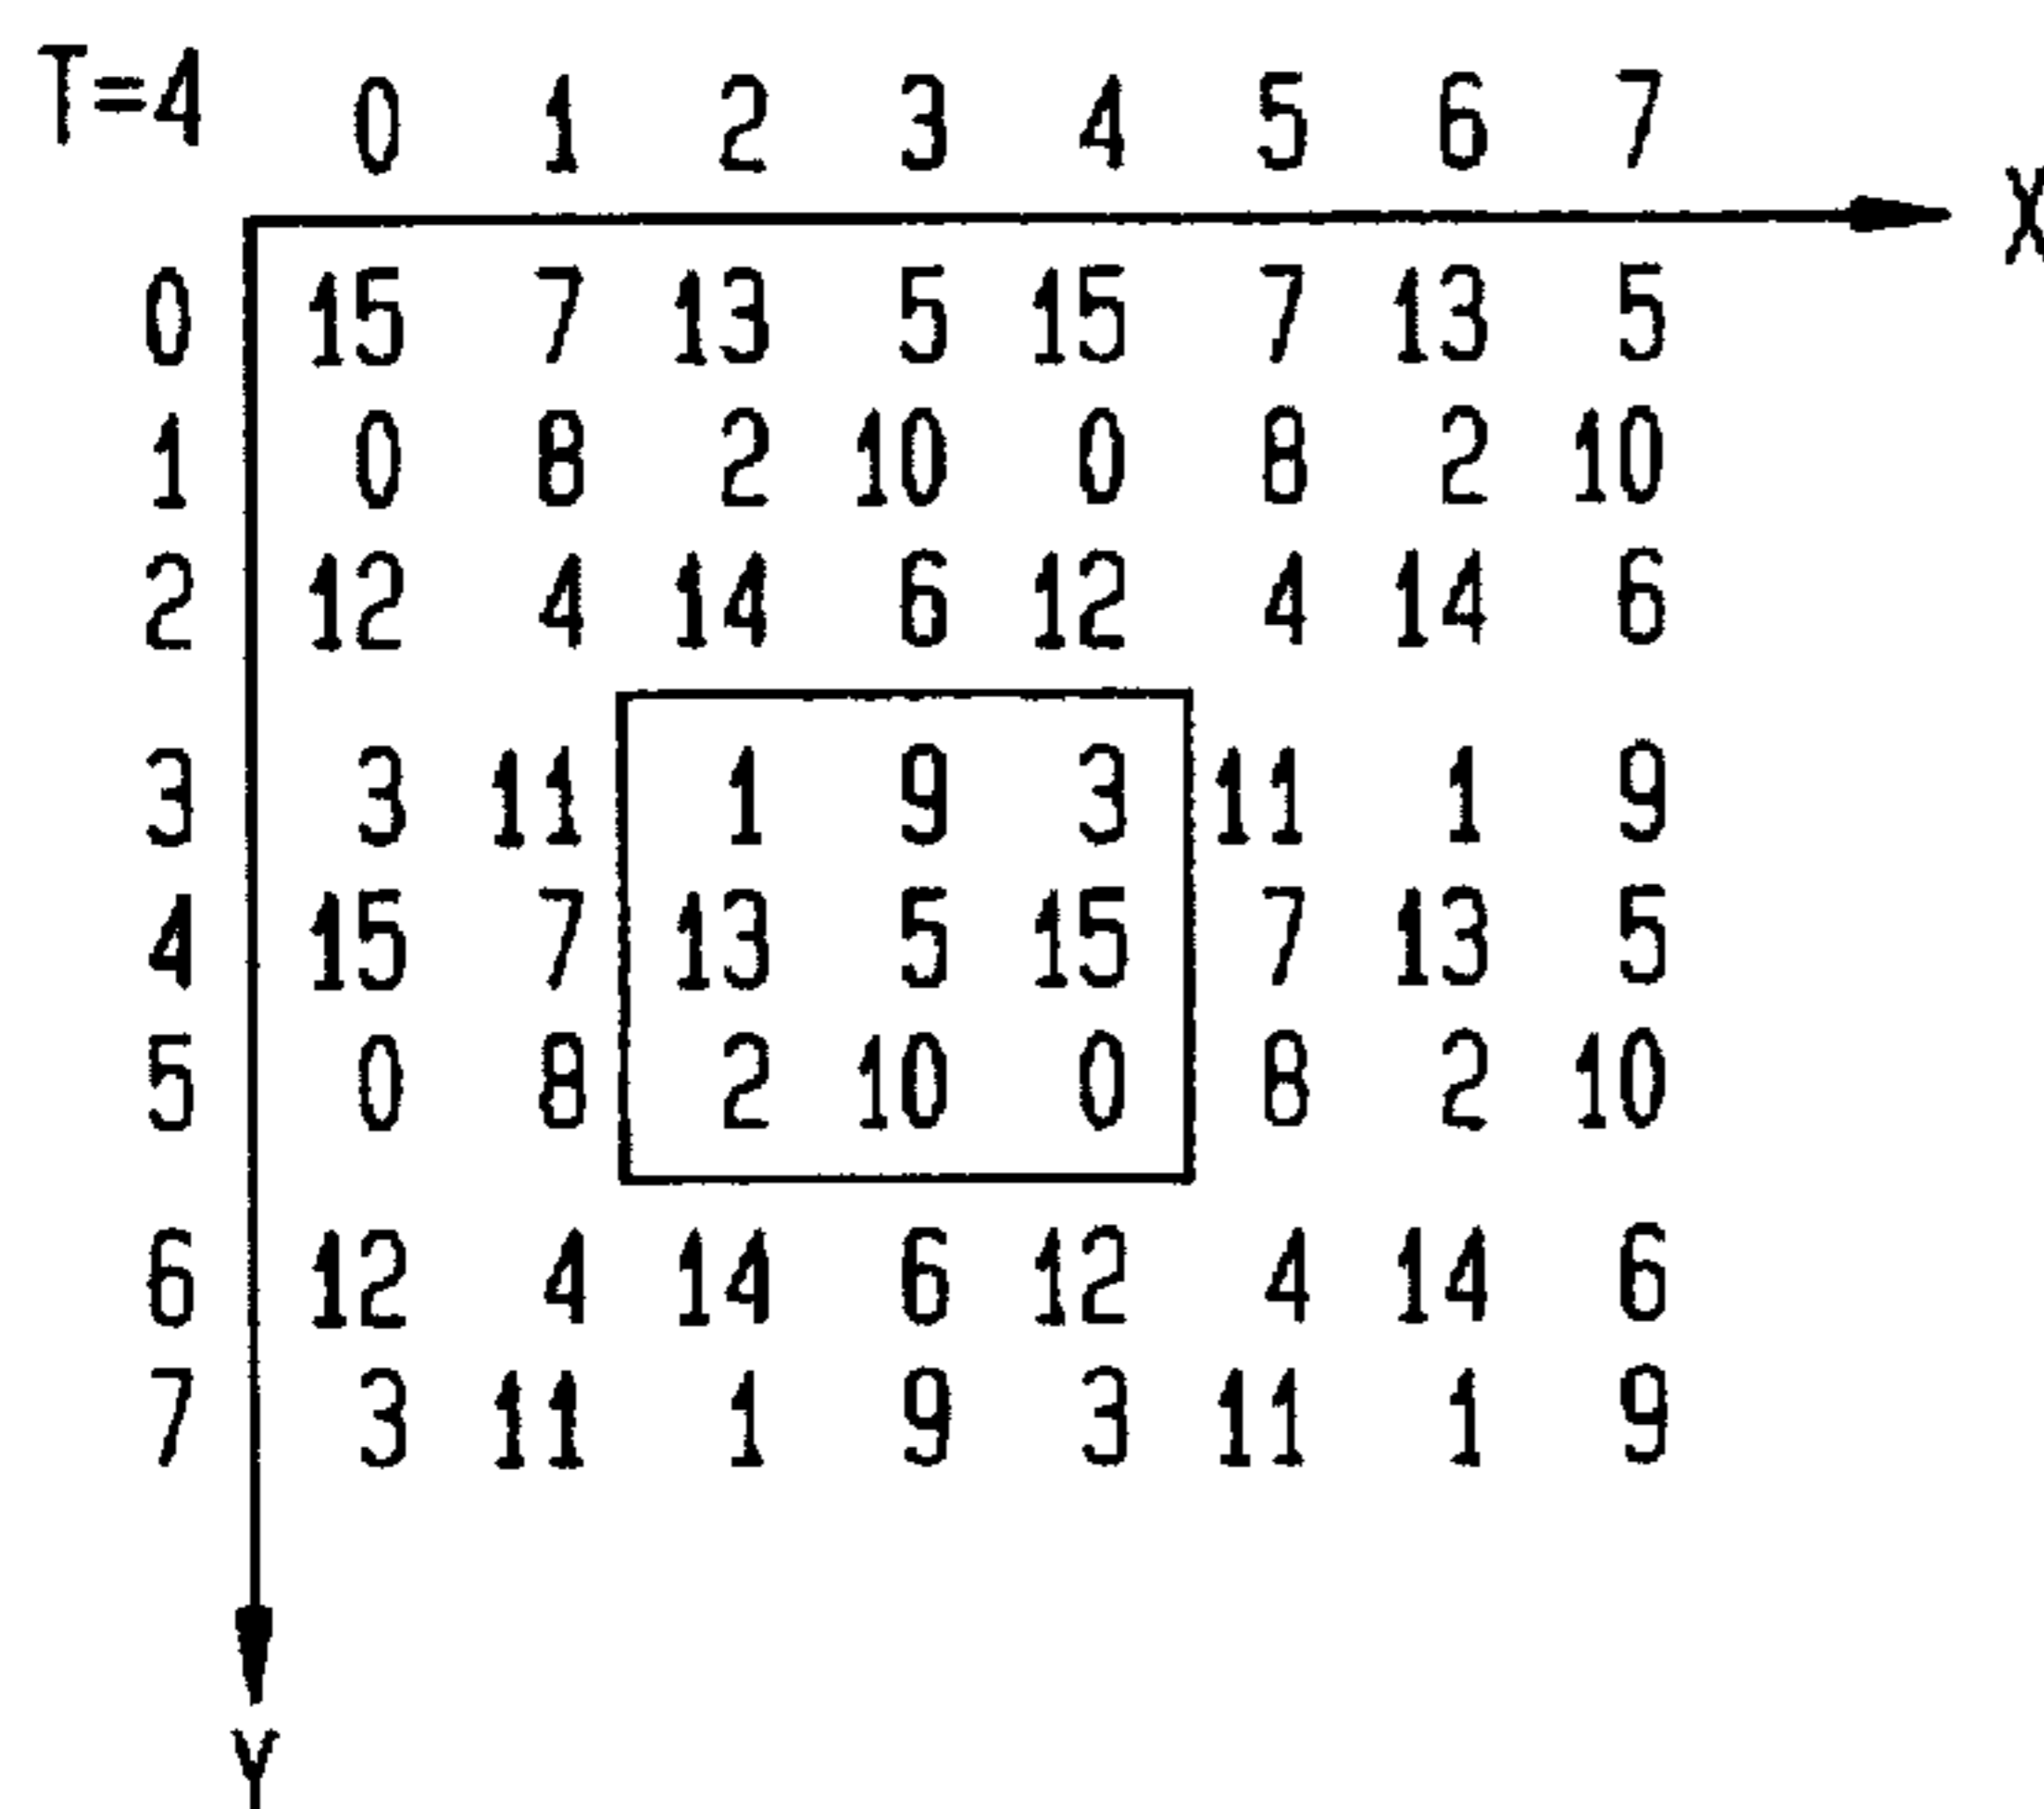 T=4 0 1 2 3 4 5 6 7
X
0 15 7 13 5 15 7 13 5
1 0 8 2 10 0 8 2 10
2 12 4 14 6 12 4 14 6
3 3 11 1 9 3 11 1 9
4 15 7 13 5 15 7 13 5
5 0 8 2 10 0 8 2 10
6 12 4 14 6 12 4 14 6
7 3 11 1 9 3 11 1 9
Y